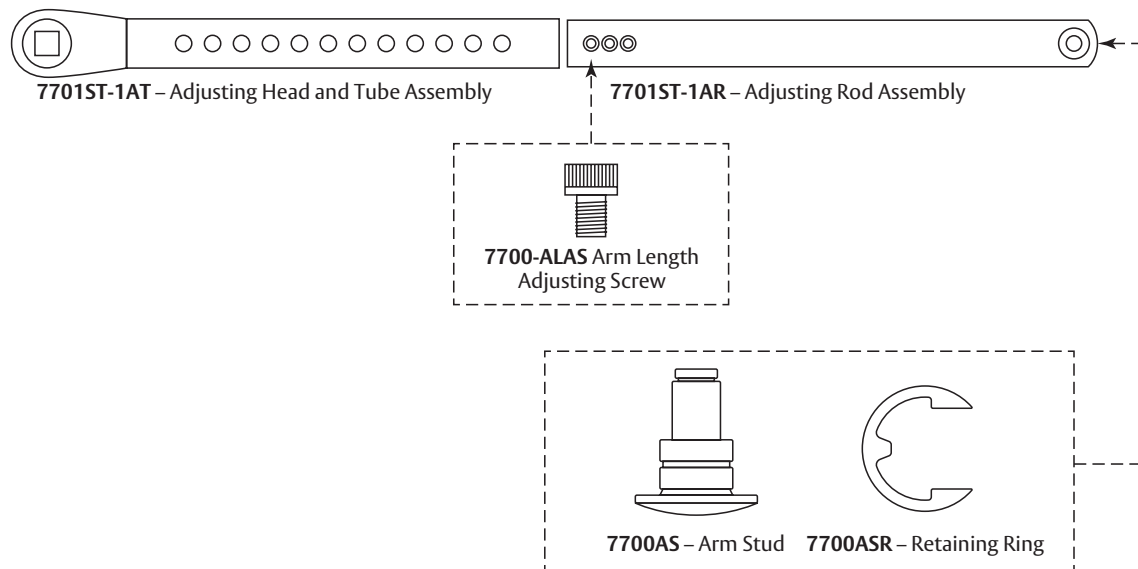 7701ST-1AT – Adjusting Head and Tube Assembly
7701ST-1AR – Adjusting Rod Assembly
7700-ALAS Arm Length
Adjusting Screw
7700AS – Arm Stud
7700ASR – Retaining Ring